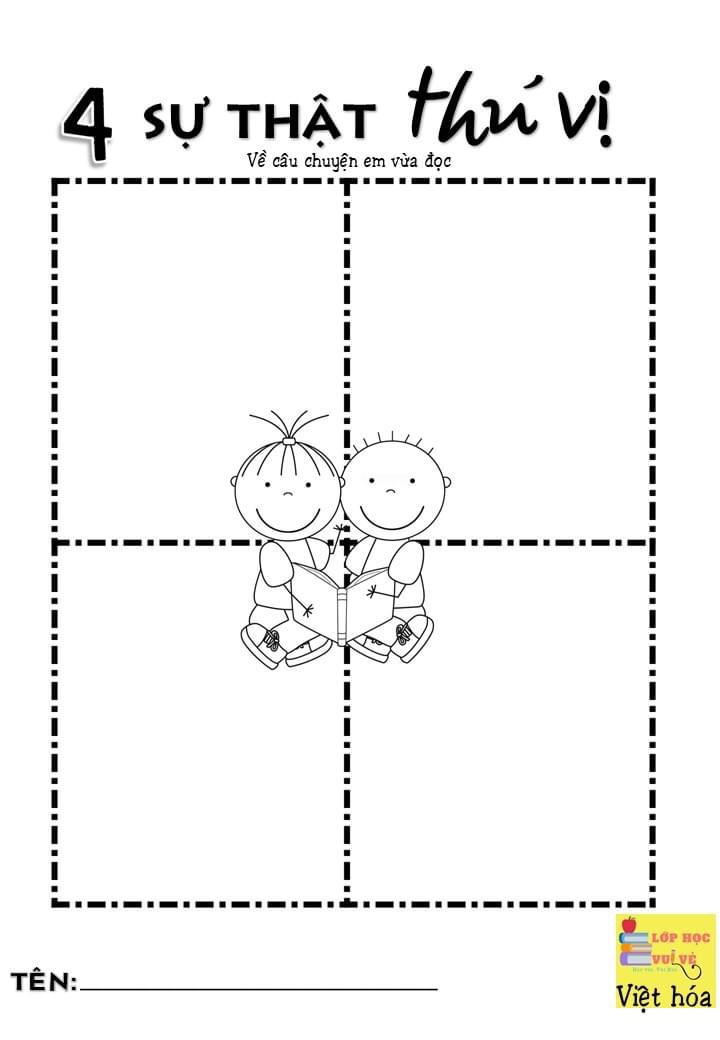 4 SỰ THẬT thú vị
Về câu chuyện em vừa đọc
TÊN:
LỚP HỌC
VUI VẺ
Việt hóa